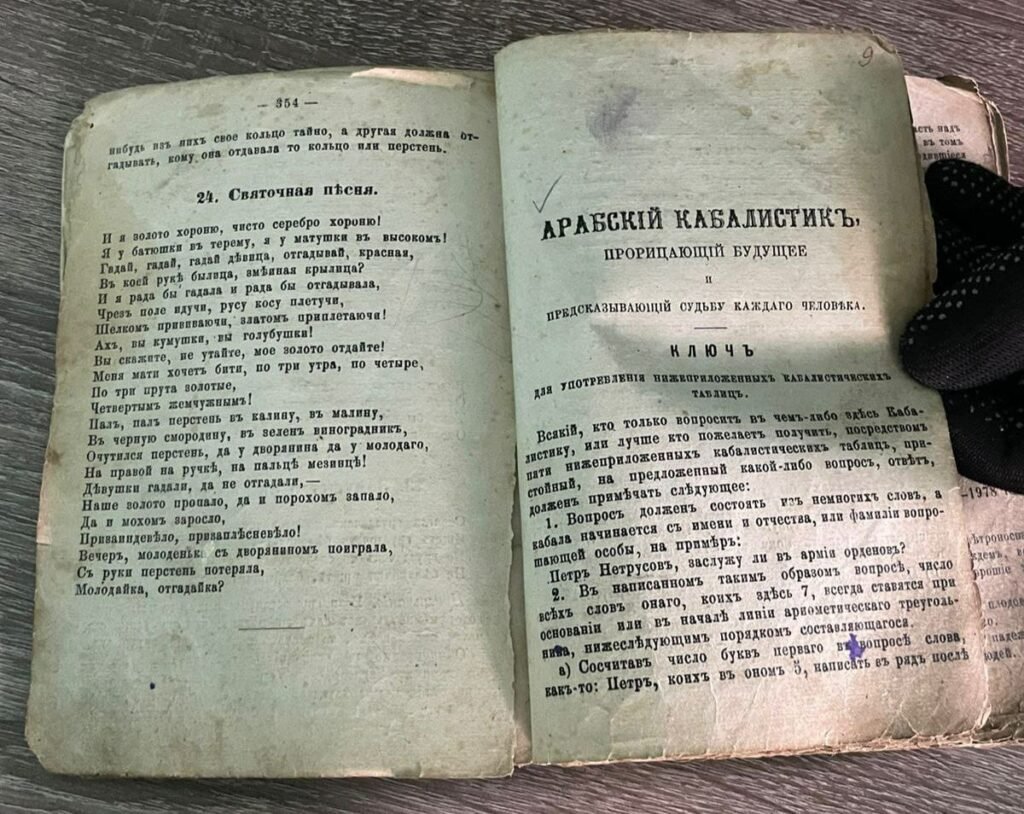 — 354 —
нибудь изъ нихъ свое кольцо тайно, а другая должна от-
гадывать, кому она отдавала то кольцо или перстень.
24. Святочная пѣсня.
И я золото хороню, чисто серебро хороню!
Я у батюшки въ терему, я у матушки въ высокомъ!
Гадай, гадай, гадай дѣвица, отгадывай, красная,
Въ коей рукѣ былица, змѣиная крылица?
И я рада бы гадала и рада бы отгадывала,
Чрезъ поле идучи, русу косу плетучи,
Шелкомъ прививаючи, златомъ приплетаючи!
Ахъ, вы кумушки, вы голубушки!
Вы скажите, не утайте, мое золото отдайте!
Меня мати хочетъ бити, по три утра, по четыре,
По три прута золотые,
Четвертымъ жемчужнымъ!
Палъ, палъ перстень въ калину, въ малину,
Въ черную смородину, въ зеленъ виноградникъ,
Очутился перстень, да у дворянина да у молодаго,
На правой на ручкѣ, на пальцѣ мезинцѣ!
Дѣвушки гадали, да не отгадали,—
Наше золото пропало, да и порохомъ запало,
Да и мохомъ заросло,
Призаиндевѣло, призаплѣсневѣло!
Вечеръ, молоденька съ дворяниномъ поиграла,
Съ руки перстень потеряла,
Молодайка, отгадайка?
9
АРАБСКІЙ КАБАЛИСТИКЪ,
ПРОРИЦАЮЩІЙ БУДУЩЕЕ
И
ПРЕДСКАЗЫВАЮЩІЙ СУДЬБУ КАЖДАГО ЧЕЛОВѢКА.
КЛЮЧЪ
ДЛЯ УПОТРЕБЛЕНІЯ НИЖЕПРИЛОЖЕННЫХЪ КАБАЛИСТИЧЕСКИХЪ
ТАБЛИЦЪ.
Всякій, кто только вопроситъ въ чемъ-либо здѣсь Каба-
листику, или лучше кто пожелаетъ получить, посредствомъ
пяти нижеприложенныхъ кабалистическихъ таблицъ, при-
стойный, на предложенный какой-либо вопросъ, отвѣтъ,
долженъ примѣчать слѣдующее:
1. Вопросъ долженъ состоять изъ немногихъ словъ, а
кабала начинается съ имени и отчества, или фамиліи вопро-
шающей особы, на примѣръ:
Петръ Нетрусовъ, заслужу ли въ арміи орденовъ?
2. Въ написанномъ такимъ образомъ вопросѣ, число
всѣхъ словъ онаго, коихъ здѣсь 7, всегда ставятся при
основаніи или въ началѣ линіи ариѳметическаго треуголь-
ника, нижеслѣдующимъ порядкомъ составляющагося.
а) Сосчитавъ число буквъ перваго въ вопросѣ слова,
какъ-то: Петръ, коихъ въ ономъ 5, написать въ рядъ послѣ
надъ
въ томъ
-1978